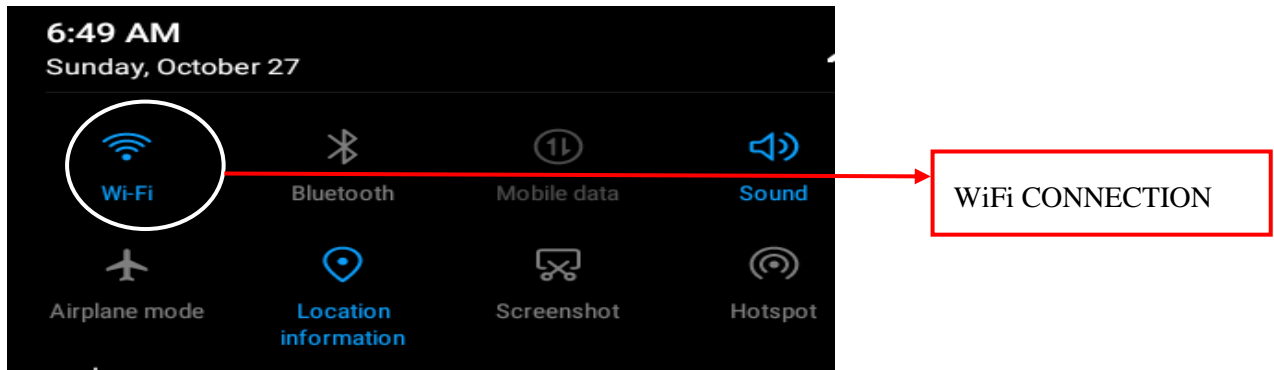 6:49 AM
Sunday, October 27
Wi-Fi
Bluetooth
Mobile data
Sound
WiFi CONNECTION
Airplane mode
Location
information
Screenshot
Hotspot